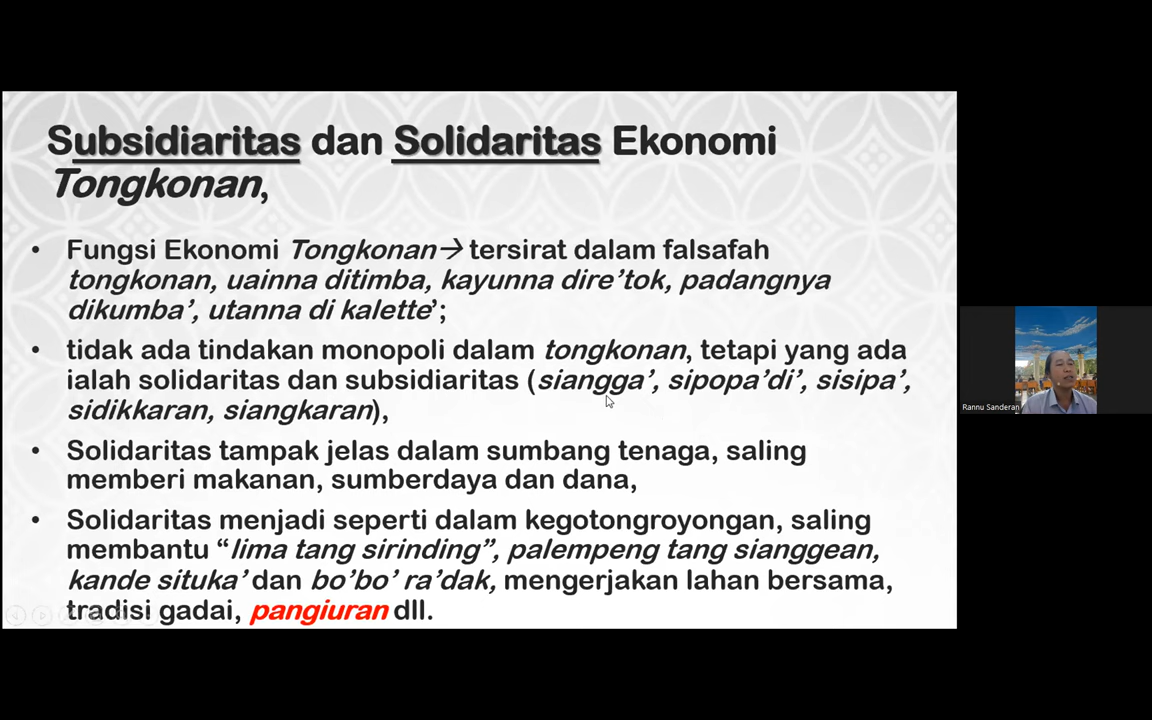 Subsidiaritas dan Solidaritas Ekonomi
Tongkonan,
• Fungsi Ekonomi Tongkonan→ tersirat dalam falsafah
tongkonan, uainna ditimba, kayunna dire’tok, padangnya
dikumba’, utanna di kalette’;
• tidak ada tindakan monopoli dalam tongkonan, tetapi yang ada
ialah solidaritas dan subsidiaritas (siangga’, sipopa’di’, sisipa’,
sidikkaran, siangkaran),
• Solidaritas tampak jelas dalam sumbang tenaga, saling
memberi makanan, sumberdaya dan dana,
• Solidaritas menjadi seperti dalam kegotongroyongan, saling
membantu “lima tang sirinding”, palempeng tang sianggean,
kande situka’ dan bo’bo’ ra’dak, mengerjakan lahan bersama,
tradisi gadai, pangiuran dll.
Rannu Sanderan